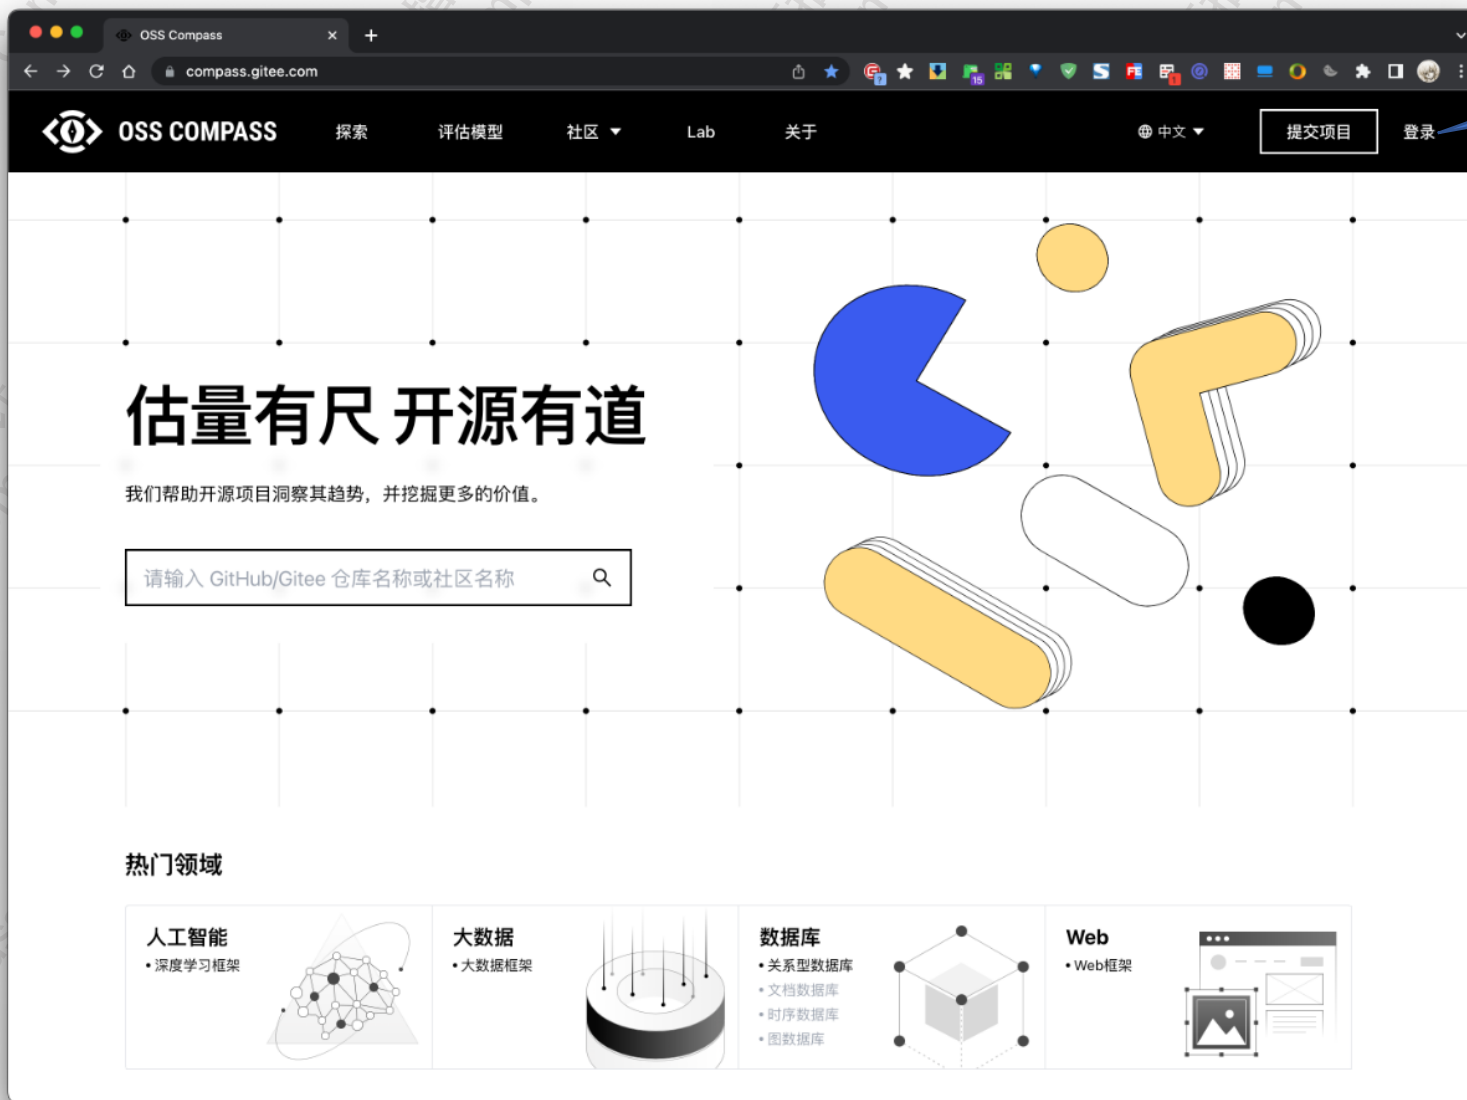 OSS Compass
compass.gitee.com
7
15
1
OSS COMPASS
探索
评估模型
社区
Lab
关于
中文
提交项目
登录
估量有尺 开源有道
我们帮助开源项目洞察其趋势，并挖掘更多的价值。
请输入 GitHub/Gitee 仓库名称或社区名称
热门领域
人工智能
• 深度学习框架
大数据
• 大数据框架
数据库
• 关系型数据库
• 文档数据库
• 时序数据库
• 图数据库
Web
• Web框架